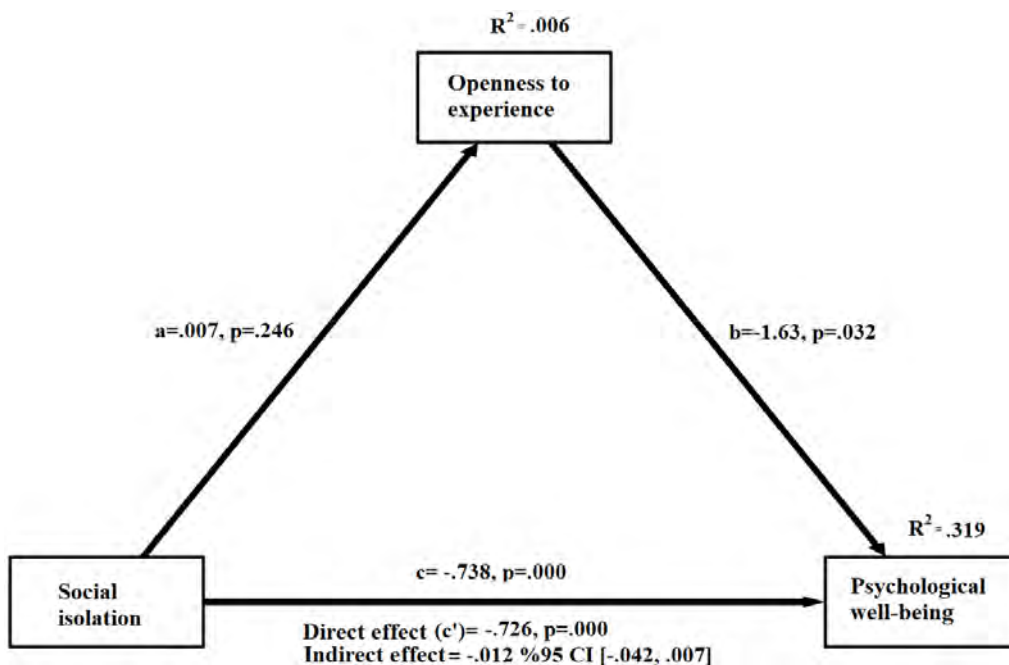 R² = .006
Openness to
experience
a=.007, p=.246
b=-1.63, p=.032
R² = .319
Social
isolation
c= -.738, p=.000
Psychological
well-being
Direct effect (c')= -.726, p=.000
Indirect effect= -.012 %95 CI [-.042, .007]